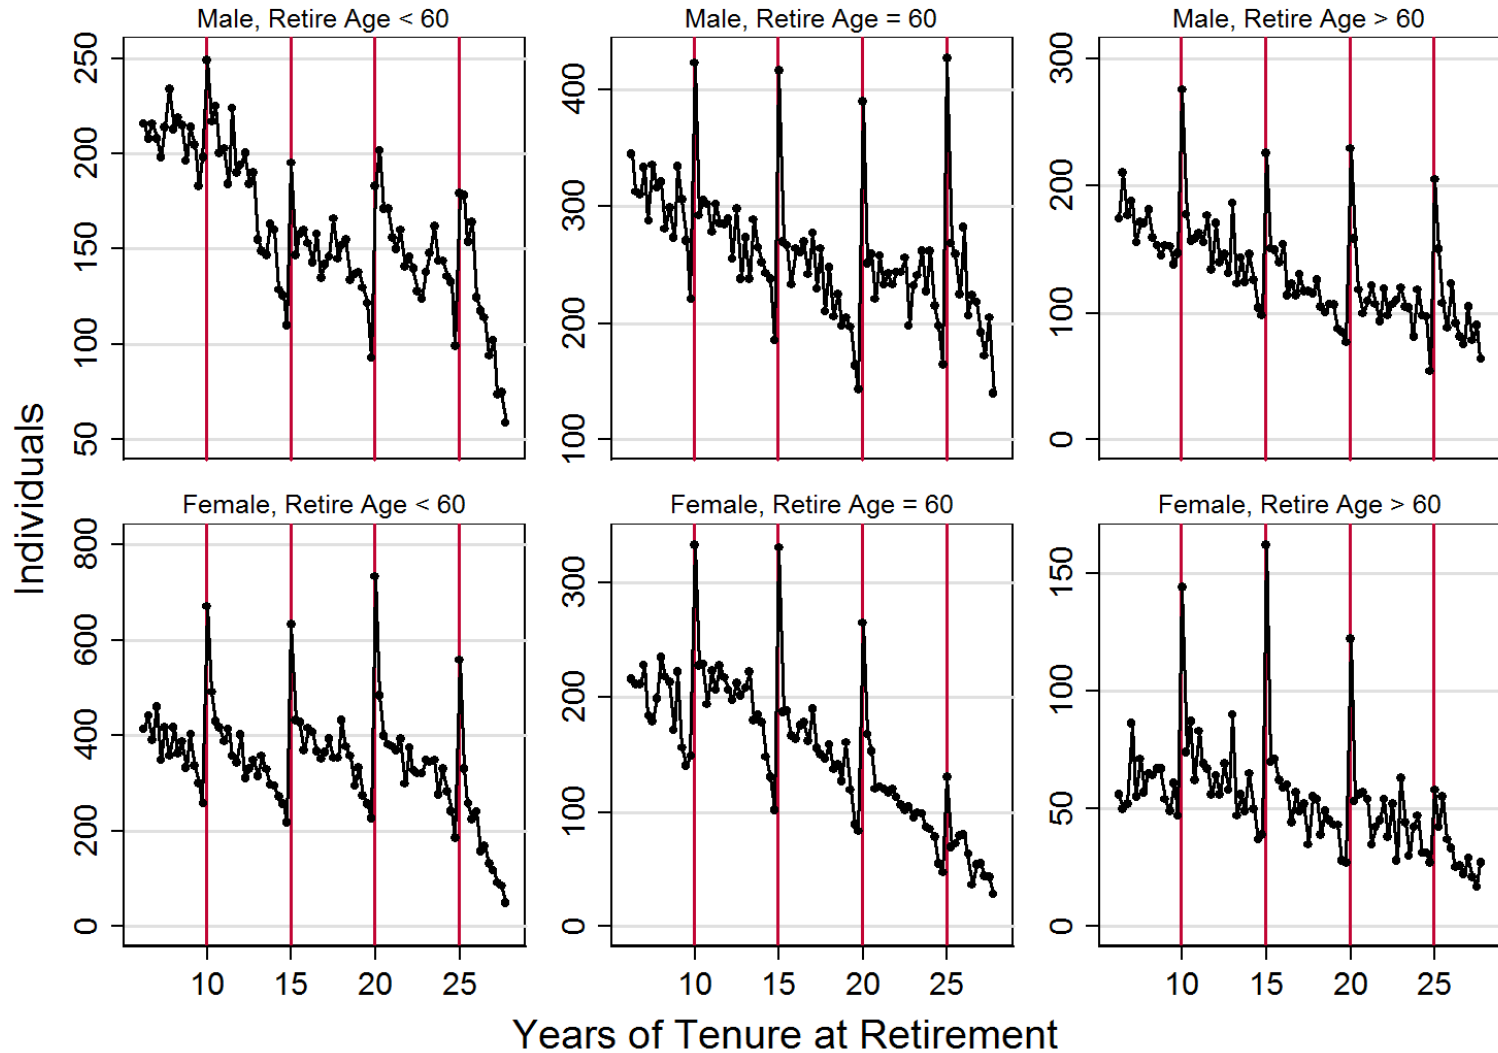 Male, Retire Age < 60
Male, Retire Age = 60
Male, Retire Age > 60
250
200
150
100
50
400
300
200
100
300
200
100
0
Individuals
Female, Retire Age < 60
Female, Retire Age = 60
Female, Retire Age > 60
800
600
400
200
0
300
200
100
0
150
100
50
0
10 15 20 25
10 15 20 25
10 15 20 25
Years of Tenure at Retirement